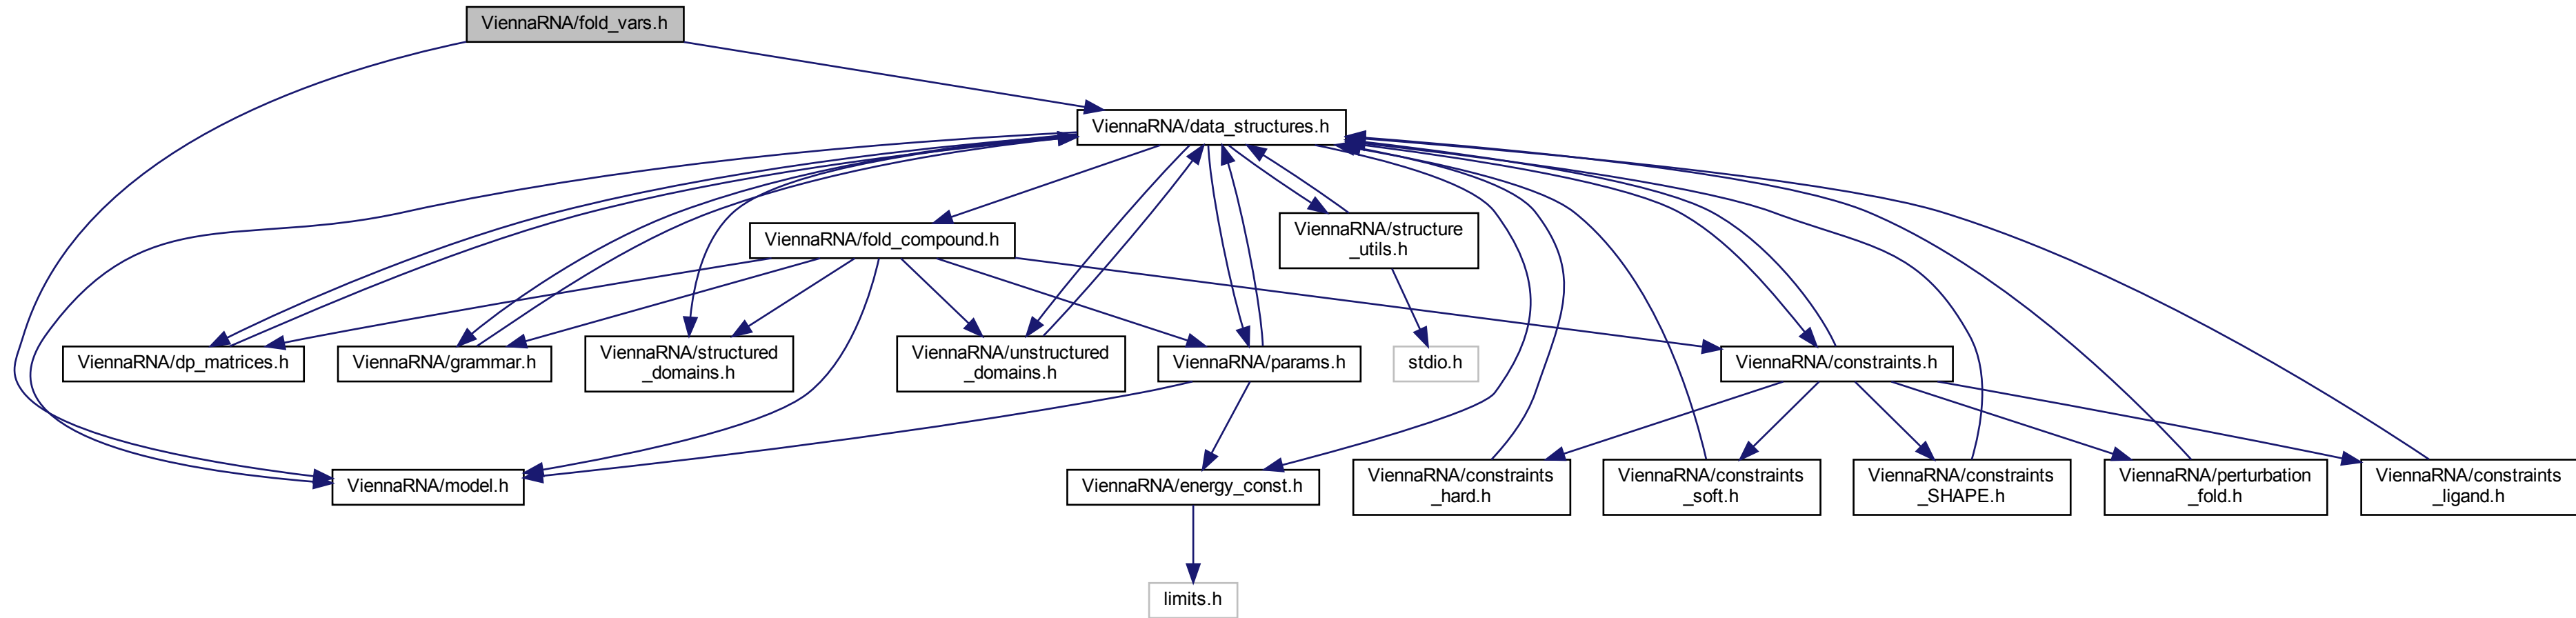 ViennaRNA/fold_vars.h
ViennaRNA/data_structures.h
ViennaRNA/fold_compound.h
ViennaRNA/structure
_utils.h
ViennaRNA/dp_matrices.h
ViennaRNA/grammar.h
ViennaRNA/structured
_domains.h
ViennaRNA/unstructured
_domains.h
ViennaRNA/params.h
stdio.h
ViennaRNA/constraints.h
ViennaRNA/model.h
ViennaRNA/energy_const.h
ViennaRNA/constraints
_hard.h
ViennaRNA/constraints
_soft.h
ViennaRNA/constraints
_SHAPE.h
ViennaRNA/perturbation
_fold.h
ViennaRNA/constraints
_ligand.h
limits.h